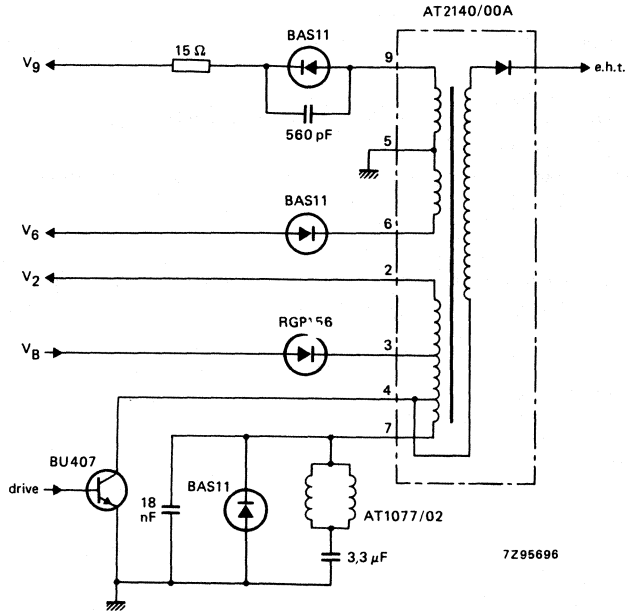 AT2140/00A
BAS11
15 Ω
V9
9
e.h.t.
560 pF
5
BAS11
V6
6
V2
2
VB
3
4
7
BU407
drive
18
nF
BAS11
AT1077/02
3,3 µF
7Z95696